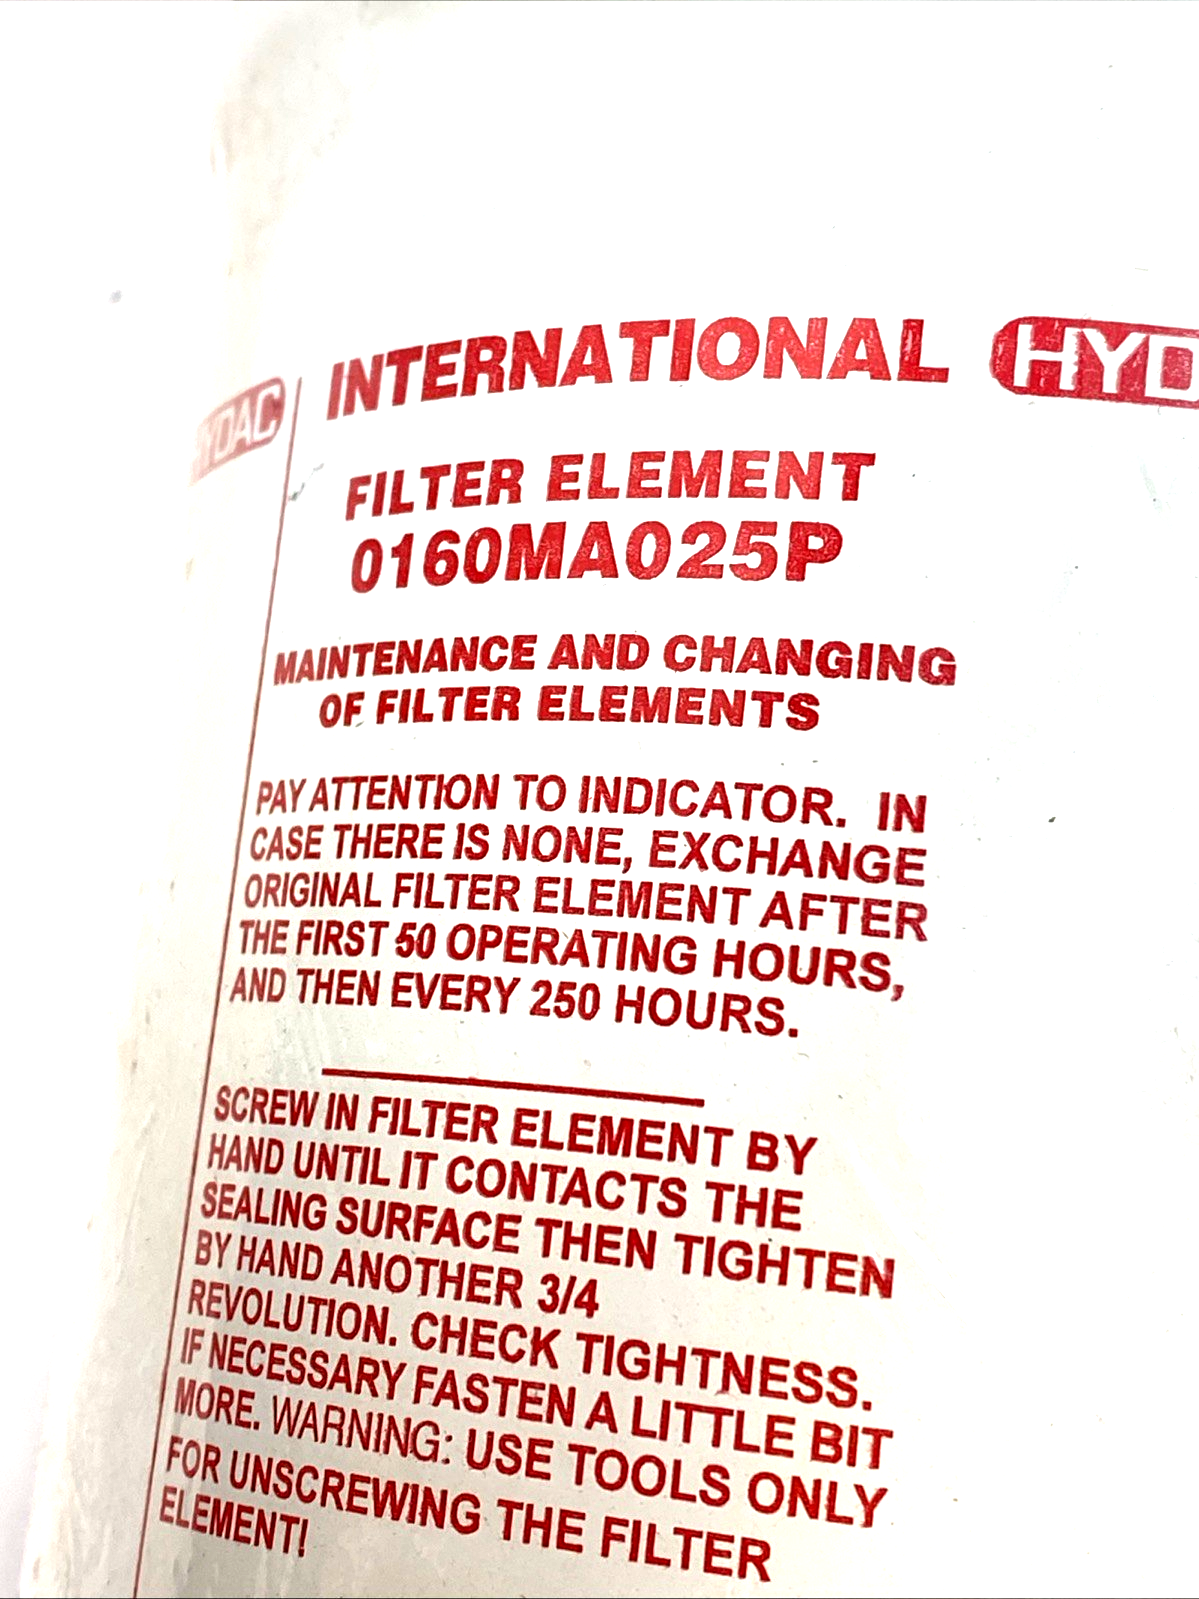 HYDAC INTERNATIONAL HYD
FILTER ELEMENT
0160MA025P
MAINTENANCE AND CHANGING
OF FILTER ELEMENTS
PAY ATTENTION TO INDICATOR. IN
CASE THERE IS NONE, EXCHANGE
ORIGINAL FILTER ELEMENT AFTER
THE FIRST 50 OPERATING HOURS,
AND THEN EVERY 250 HOURS.
SCREW IN FILTER ELEMENT BY
HAND UNTIL IT CONTACTS THE
SEALING SURFACE THEN TIGHTEN
BY HAND ANOTHER 3/4
REVOLUTION. CHECK TIGHTNESS.
IF NECESSARY FASTEN A LITTLE BIT
MORE. WARNING: USE TOOLS ONLY
FOR UNSCREWING THE FILTER
ELEMENT!